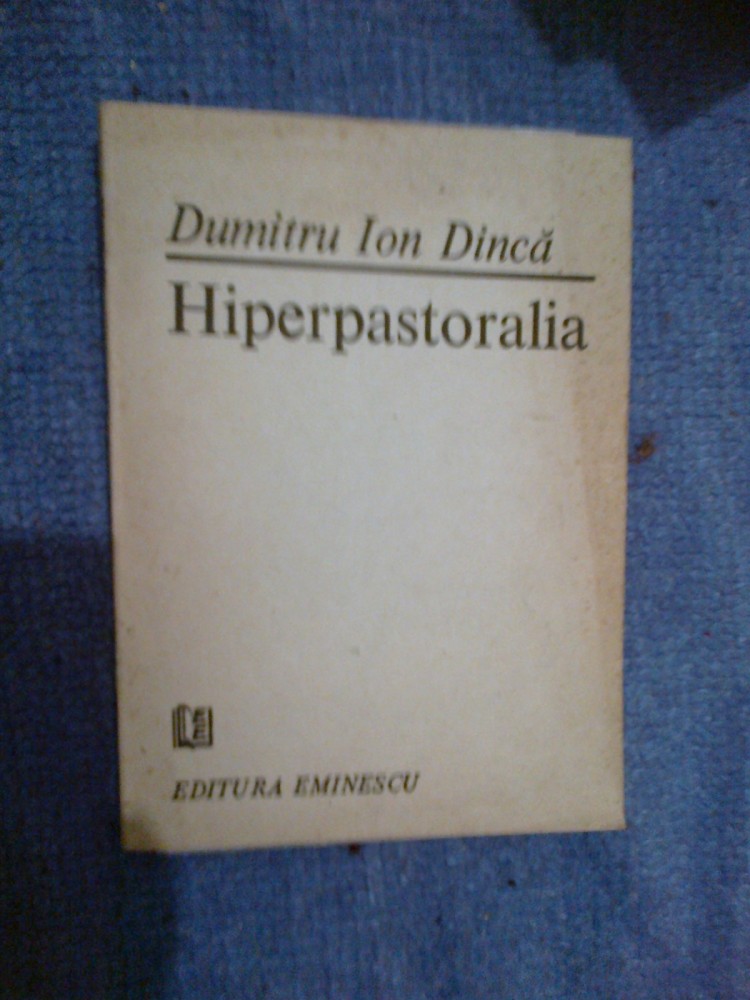 Dumitru Ion Dincă
Hiperpastoralia
EDITURA EMINESCU